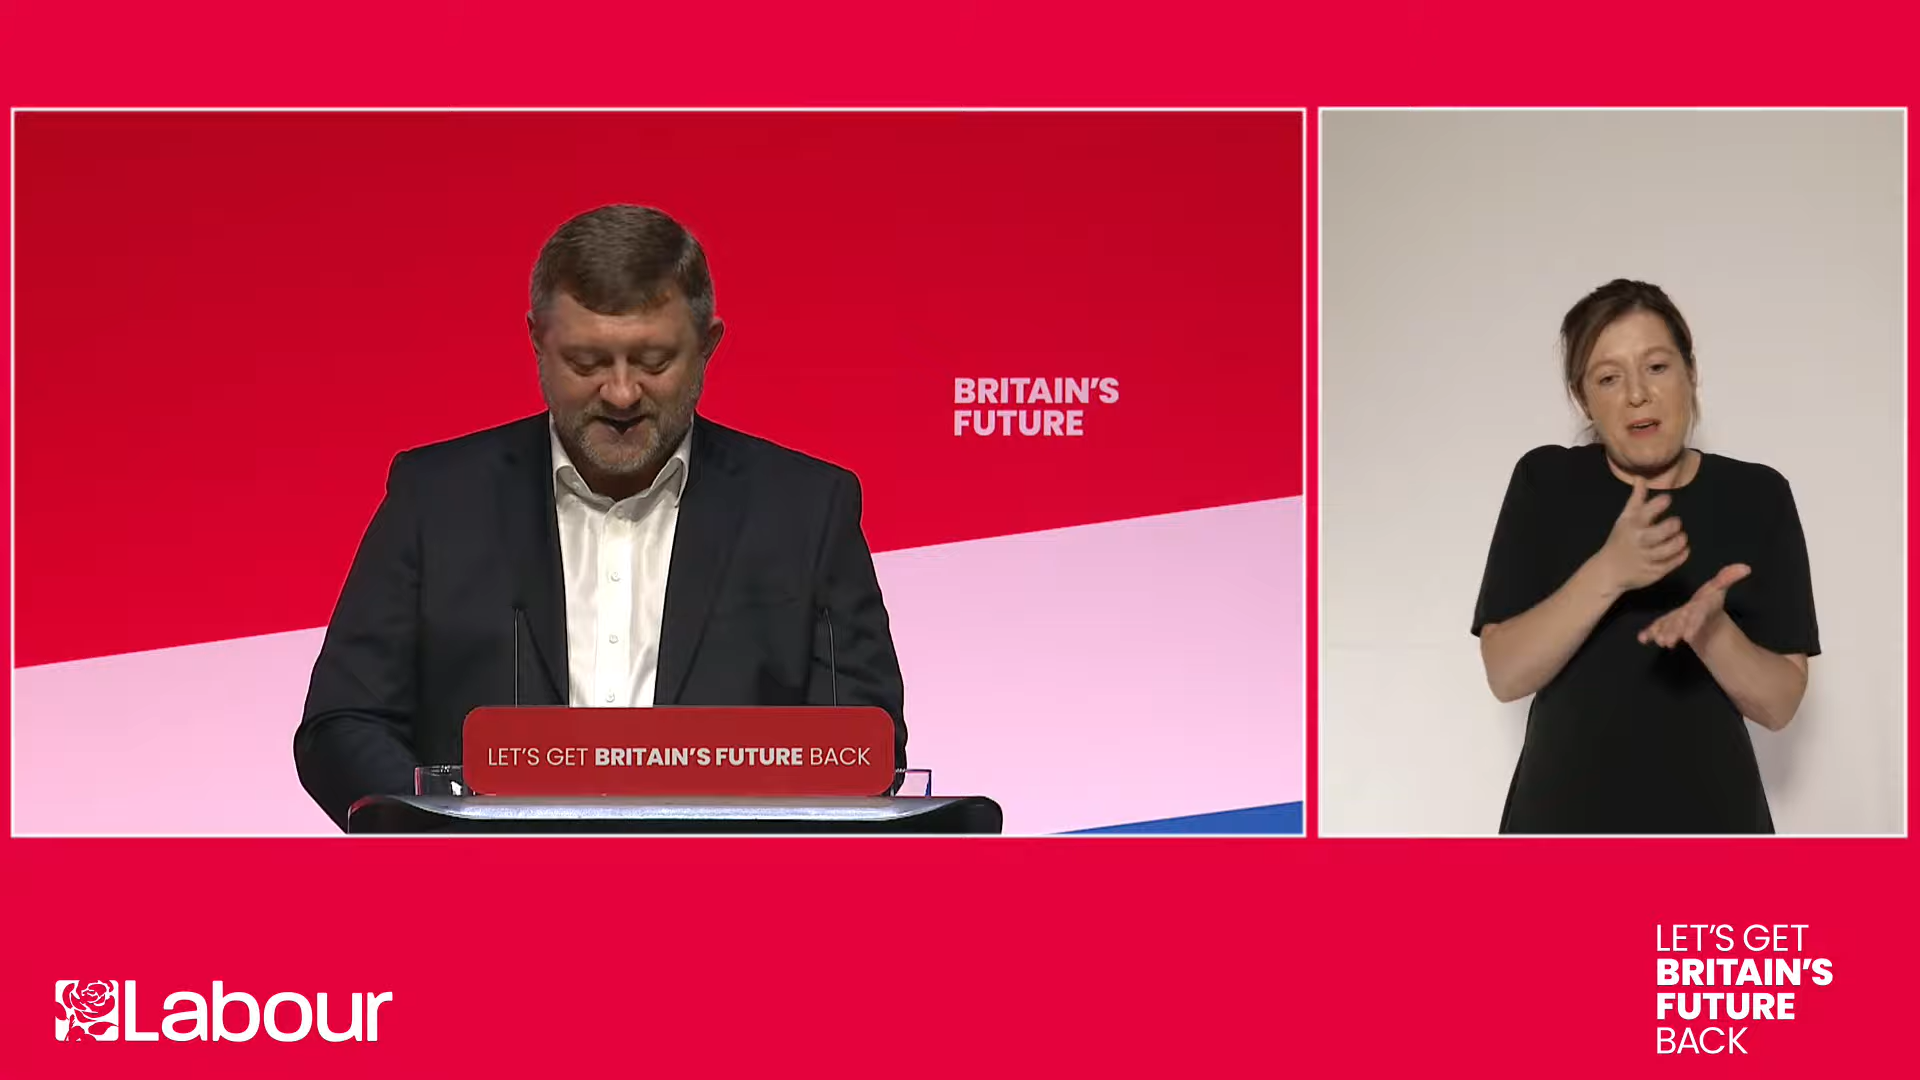 BRITAIN'S
FUTURE
LET'S GET BRITAIN'S FUTURE BACK
Labour
LET'S GET
BRITAIN'S
FUTURE
BACK